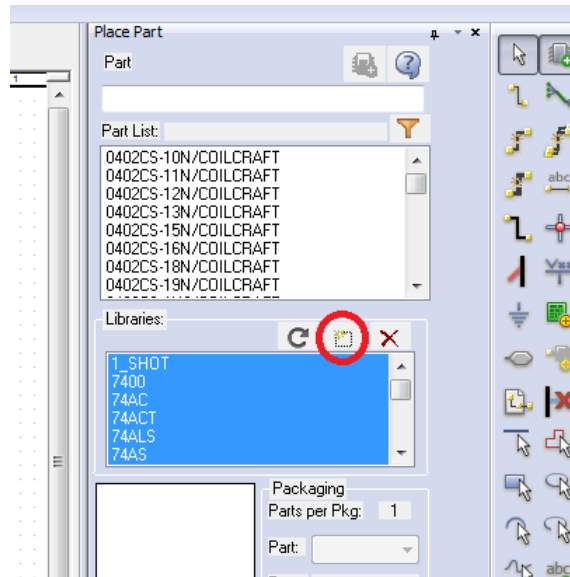 Place Part
Part
1
Part List:
0402CS-10N/COILCRAFT
0402CS-11N/COILCRAFT
0402CS-12N/COILCRAFT
0402CS-13N/COILCRAFT
0402CS-15N/COILCRAFT
0402CS-16N/COILCRAFT
0402CS-18N/COILCRAFT
0402CS-19N/COILCRAFT
abc
Libraries:
1_SHOT
7400
74AC
74ACT
74ALS
74AS
Packaging
Parts per Pkg: 1
Part:
abc